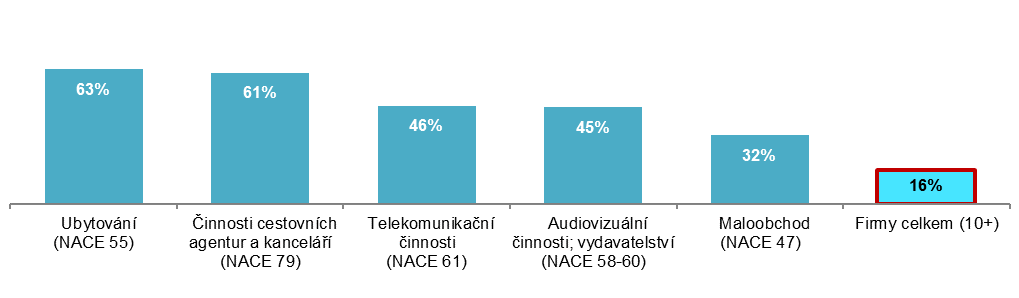 63%
61%
46%
45%
32%
16%
Ubytování
(NACE 55)
Činnosti cestovních
agentur a kanceláří
(NACE 79)
Telekomunikační
činnosti
(NACE 61)
Audiovizuální
činnosti; vydavatelství
(NACE 58-60)
Maloobchod
(NACE 47)
Firmy celkem (10+)